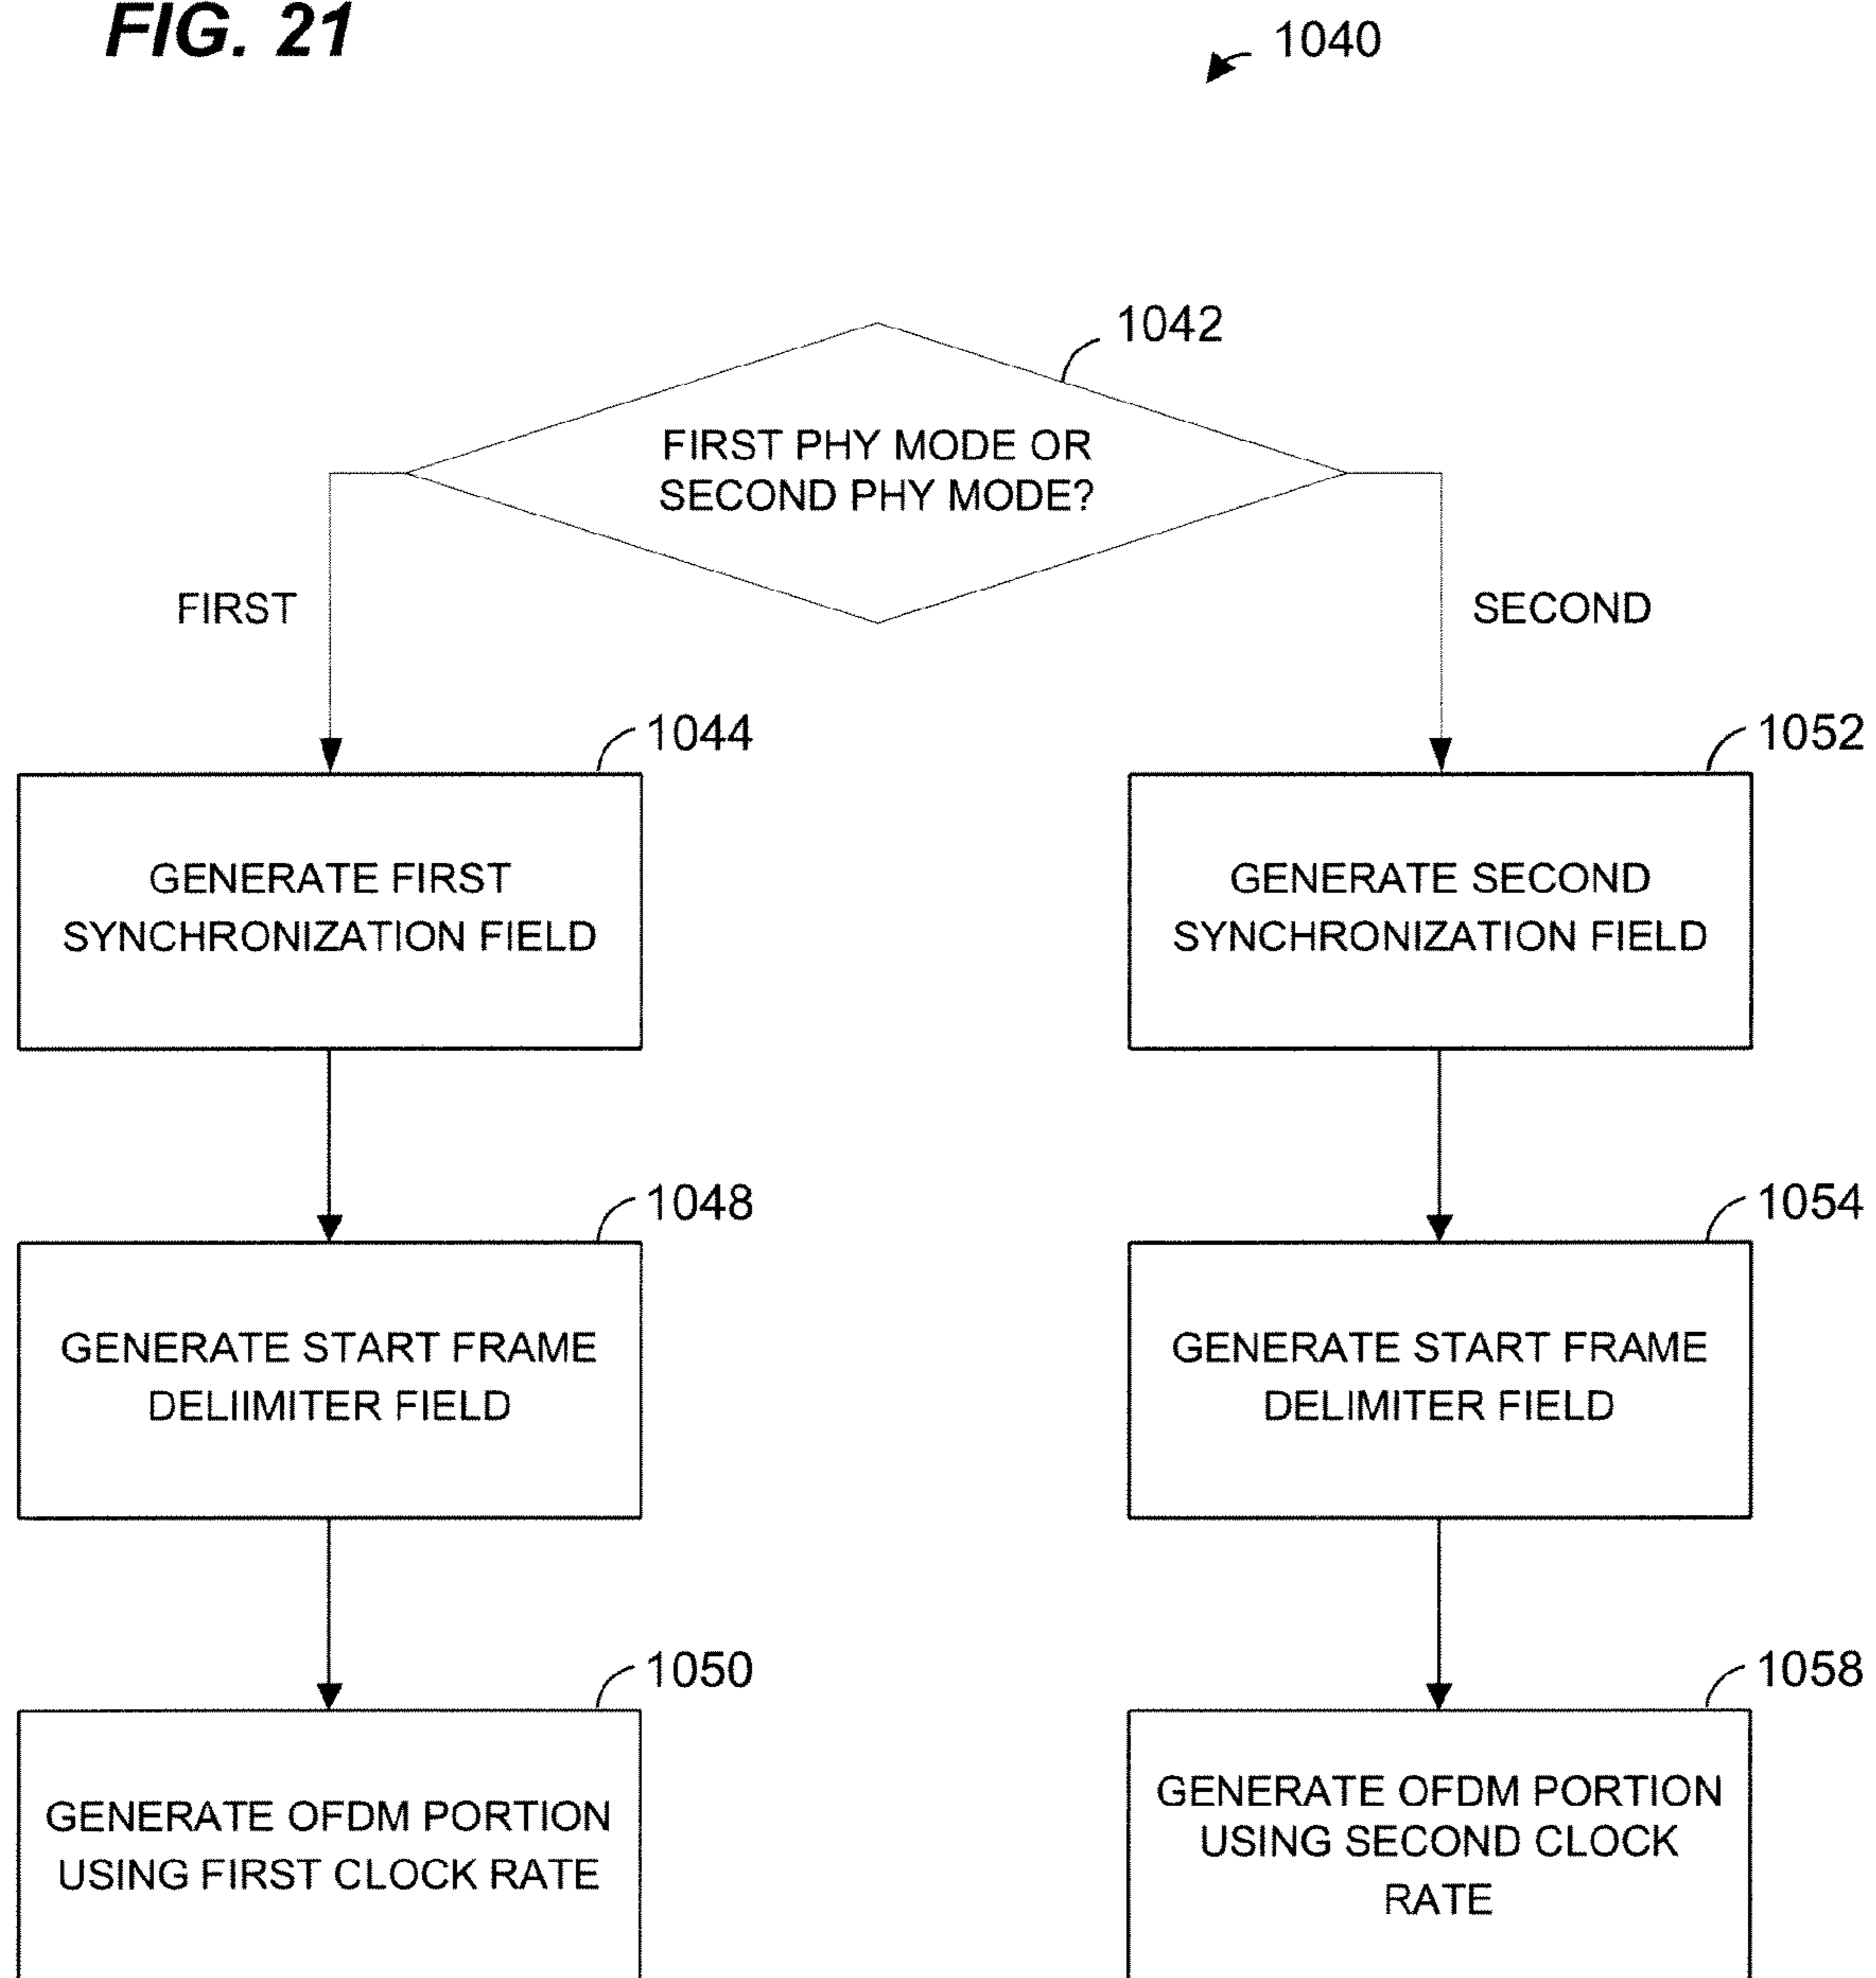 FIG. 21
1040
1042
FIRST PHY MODE OR
SECOND PHY MODE?
FIRST
SECOND
1044
GENERATE FIRST
SYNCHRONIZATION FIELD
1052
GENERATE SECOND
SYNCHRONIZATION FIELD
1048
GENERATE START FRAME
DELIIMITER FIELD
1054
GENERATE START FRAME
DELIMITER FIELD
1050
GENERATE OFDM PORTION
USING FIRST CLOCK RATE
1058
GENERATE OFDM PORTION
USING SECOND CLOCK
RATE